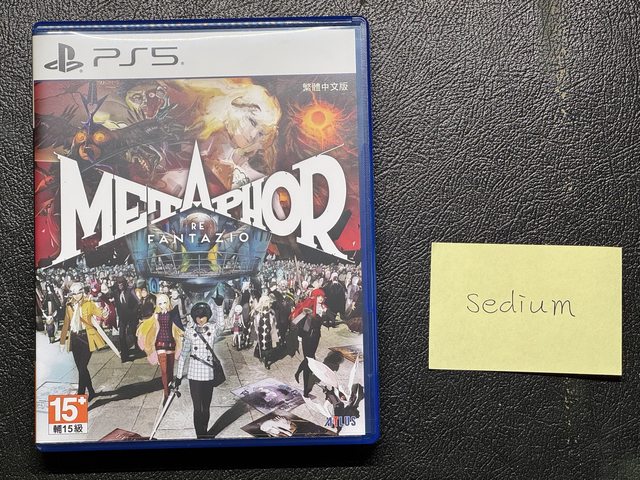 PS5
繁體中文版
METAPHOR
RE
FANTAZIO
sedium
15+
輔15級
ATLUS